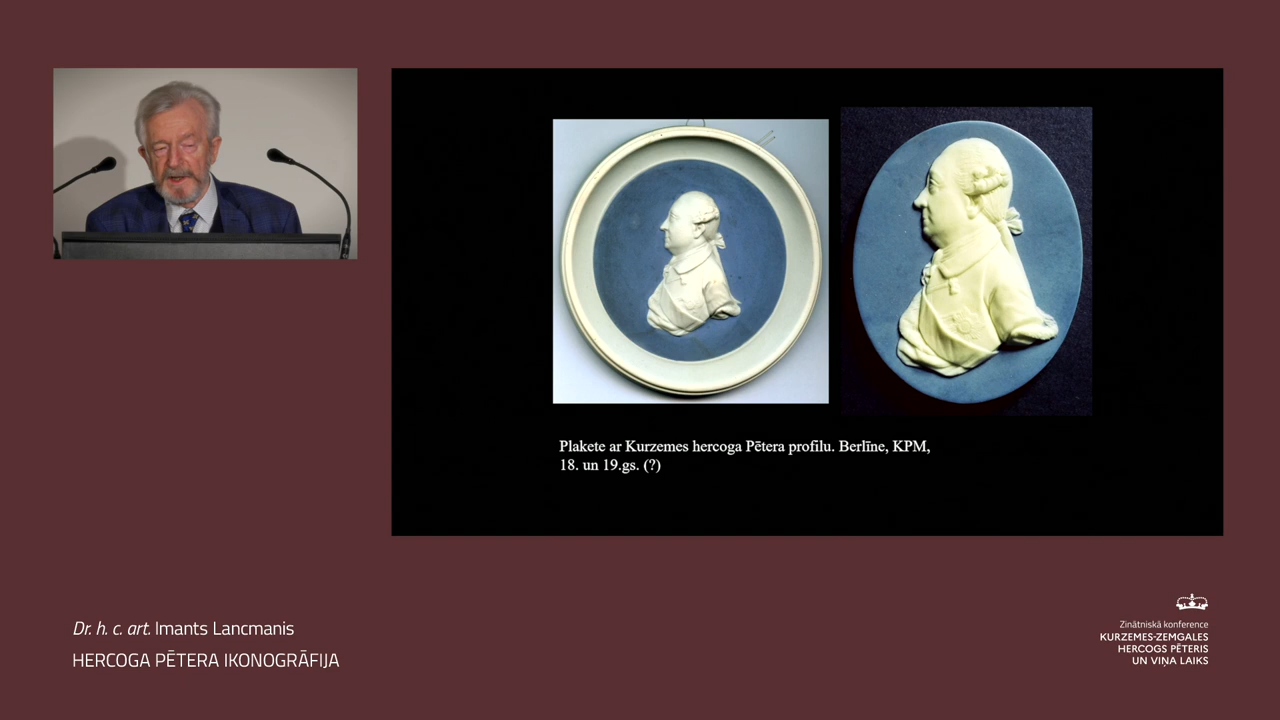 Plakete ar Kurzemes hercoga Pētera profilu. Berlīne, KPM,
18. un 19.gs. (?)
Dr. h. c. art. Imants Lancmanis
HERCOGA PĒTERA IKONOGRĀFIJA
Zinātniskā konference
KURZEMES-ZEMGALES
HERCOGS PĒTERIS
UN VIŅA LAIKS